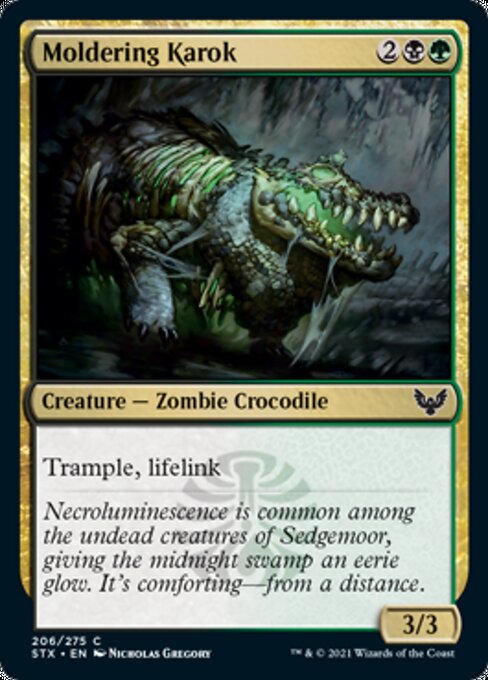 Moldering Karok 2
Creature — Zombie Crocodile
Trample, lifelink
Necroluminescence is common among
the undead creatures of Sedgemoor,
giving the midnight swamp an eerie
glow. It's comforting—from a distance.
3/3
206/275 C
STX • EN Nicholas Gregory
™ & © 2021 Wizards of the Coast